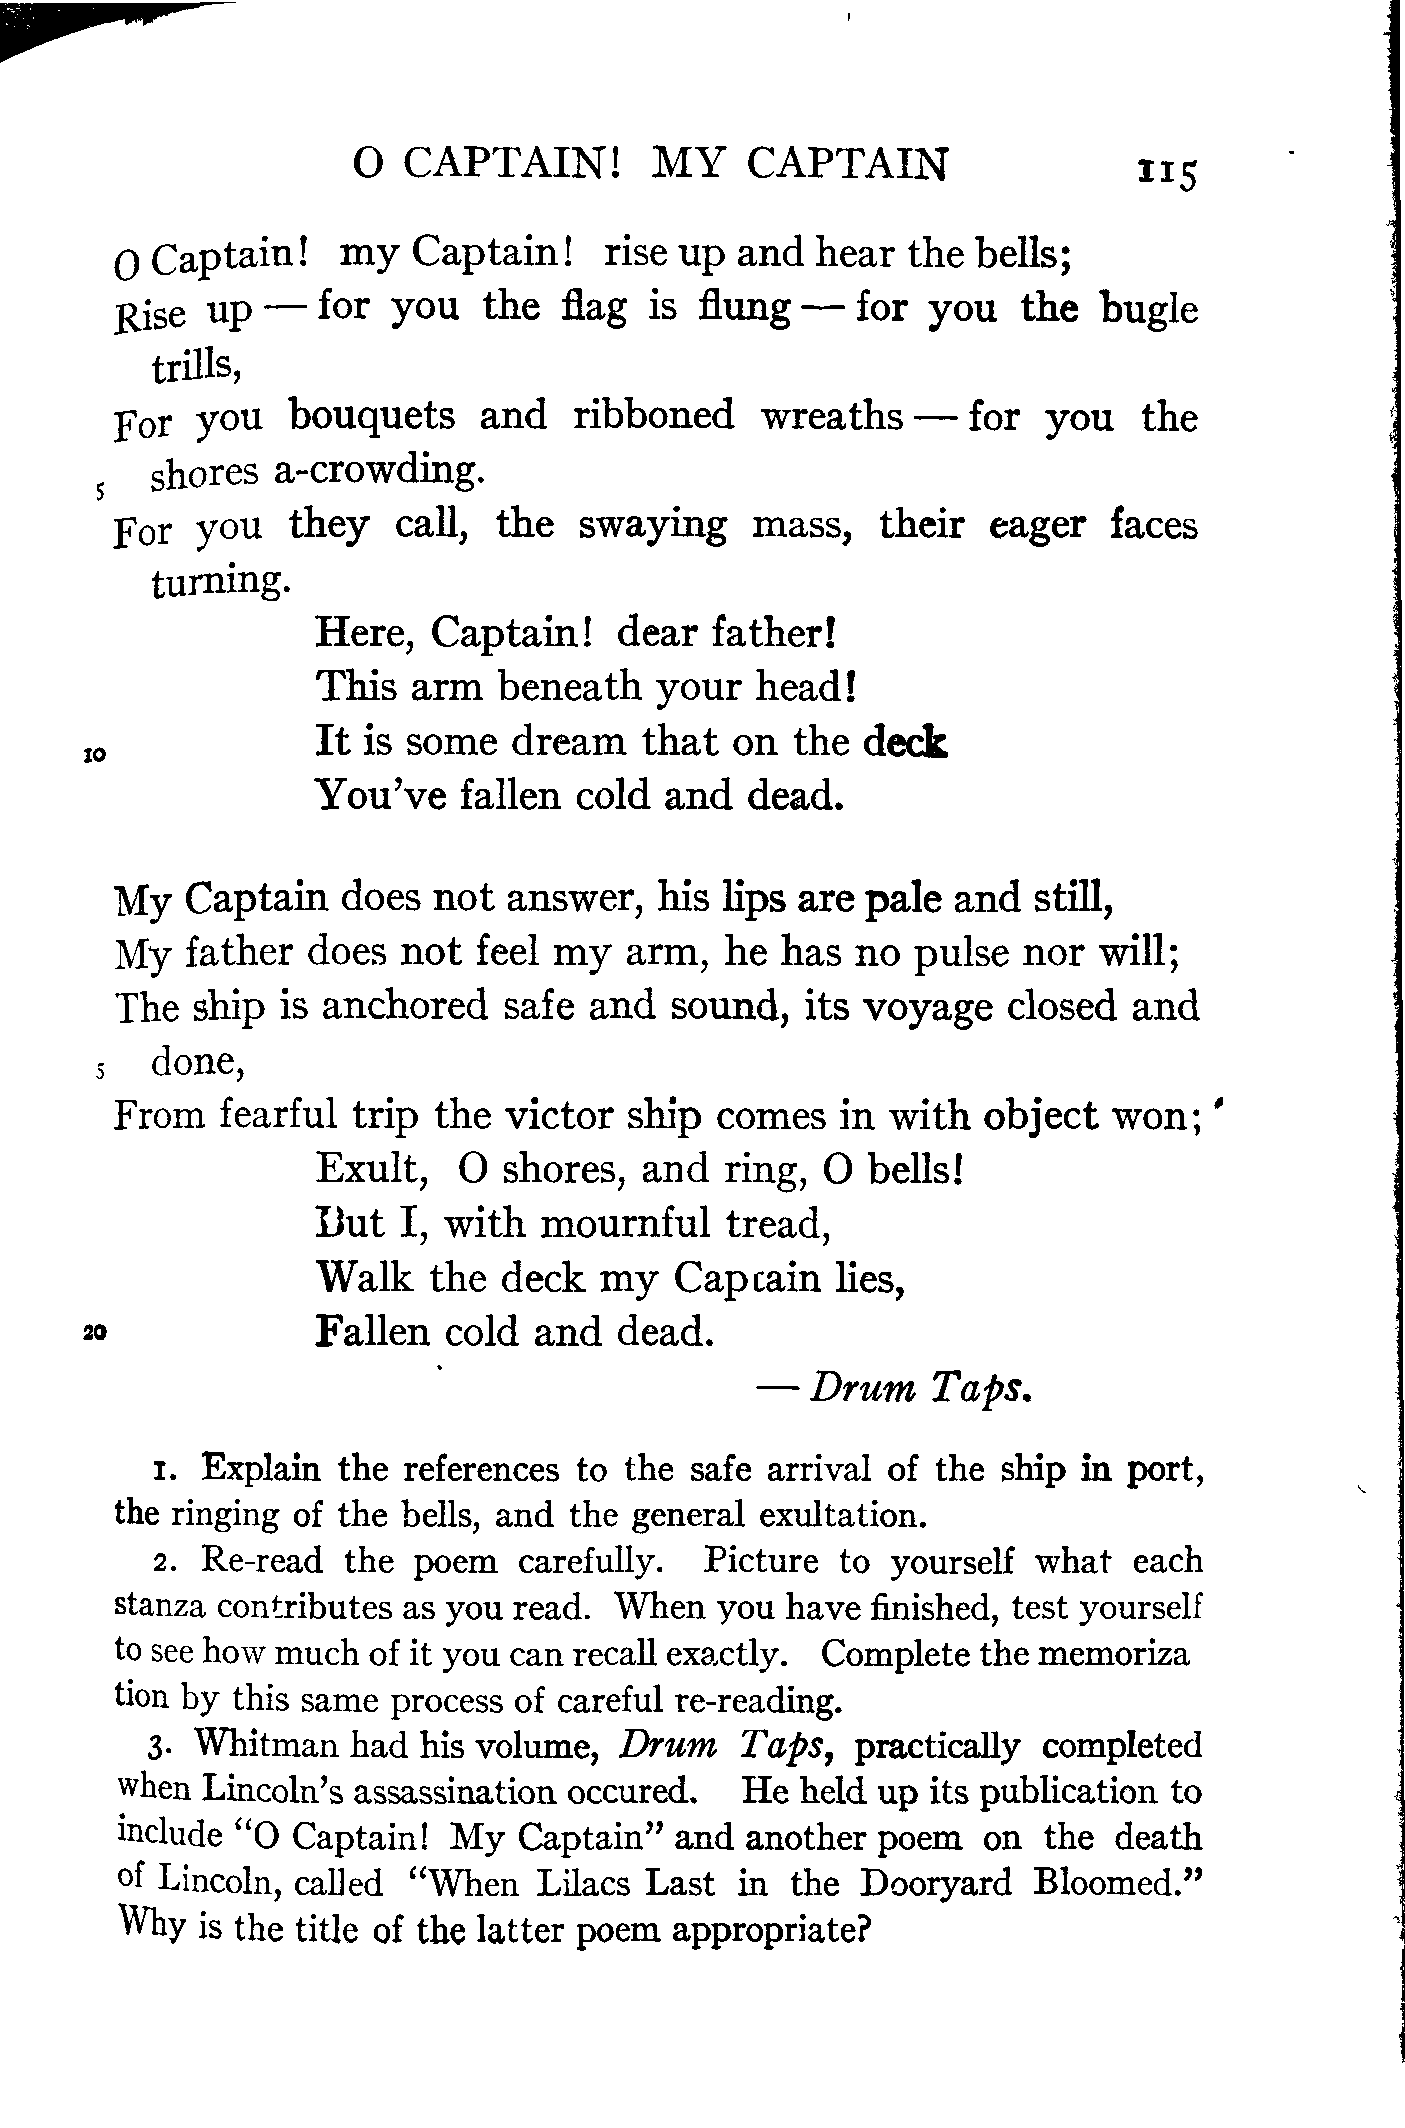 O CAPTAIN! MY CAPTAIN 115
O Captain! my Captain! rise up and hear the bells;
Rise up — for you the flag is flung — for you the bugle
trills,
For you bouquets and ribboned wreaths — for you the
5 shores a-crowding.
For you they call, the swaying mass, their eager faces
turning.
Here, Captain! dear father!
This arm beneath your head!
10 It is some dream that on the deck
You've fallen cold and dead.
My Captain does not answer, his lips are pale and still,
My father does not feel my arm, he has no pulse nor will;
The ship is anchored safe and sound, its voyage closed and
5 done,
From fearful trip the victor ship comes in with object won;
Exult, O shores, and ring, O bells!
But I, with mournful tread,
Walk the deck my Captain lies,
20 Fallen cold and dead.
— Drum Taps.
1. Explain the references to the safe arrival of the ship in port,
the ringing of the bells, and the general exultation.
2. Re-read the poem carefully. Picture to yourself what each
stanza contributes as you read. When you have finished, test yourself
to see how much of it you can recall exactly. Complete the memoriza
tion by this same process of careful re-reading.
3. Whitman had his volume, Drum Taps, practically completed
when Lincoln's assassination occured. He held up its publication to
include "O Captain! My Captain" and another poem on the death
of Lincoln, called "When Lilacs Last in the Dooryard Bloomed."
Why is the title of the latter poem appropriate?